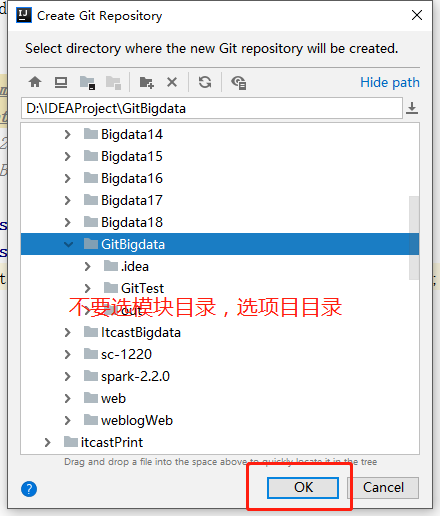 Create Git Repository
Select directory where the new Git repository will be created.
Hide path
D:\IDEAProject\GitBigdata
Bigdata14
Bigdata15
Bigdata16
Bigdata17
Bigdata18
GitBigdata
.idea
GitTest
不要选模块目录，选项目目录
out
ItcastBigdata
sc-1220
spark-2.2.0
web
weblogWeb
itcastPrint
Drag and drop a file into the space above to quickly locate it in the tree
?
OK
Cancel